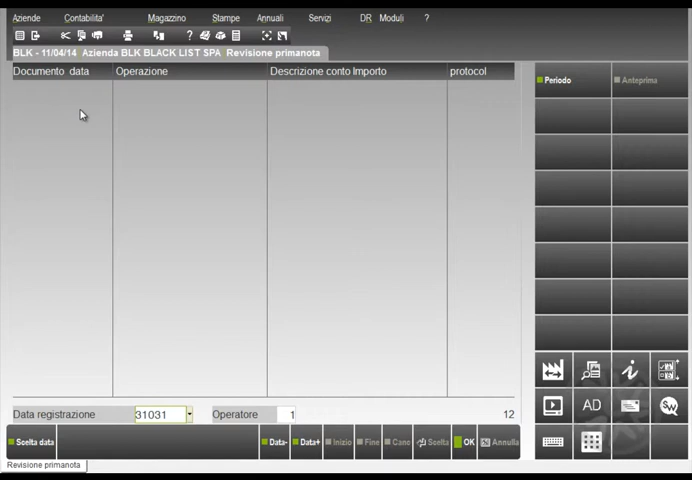 Aziende Contabilita' Magazzino Stampe Annuali Servizi DR Moduli ?
BLK - 11/04/14 Azienda BLK BLACK LIST SPA Revisione primanota
Documento data Operazione Descrizione conto Importo protocol
Periodo Anteprima
AD SW
Data registrazione 31031 Operatore 1 12
Scelta data Data- Data+ Inizio Fine Canc Scelta OK Annulla
Revisione primanota